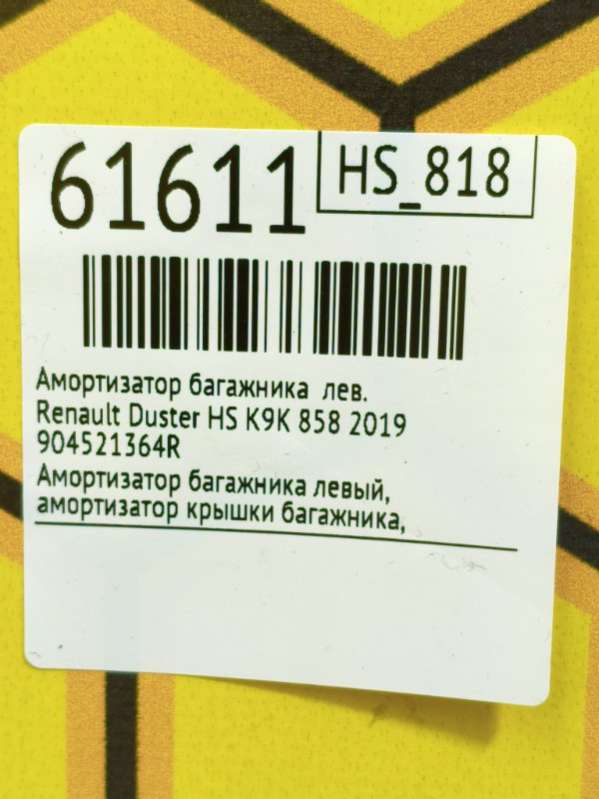 61611
HS_818
Амортизатор багажника лев.
Renault Duster HS K9K 858 2019
904521364R
Амортизатор багажника левый,
амортизатор крышки багажника,